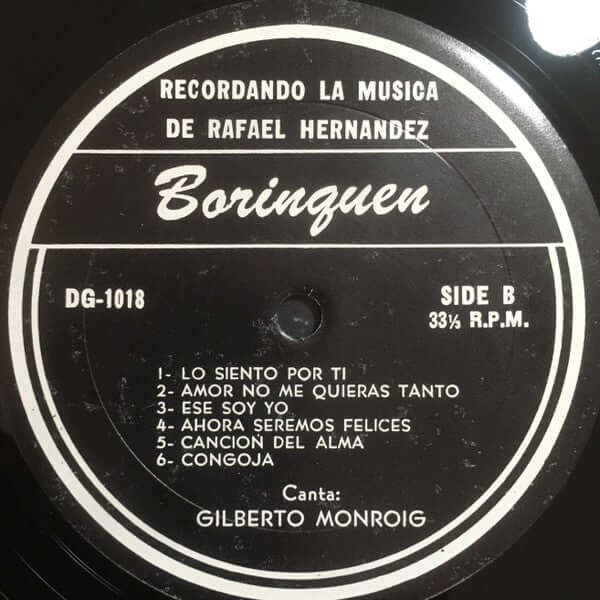 RECORDANDO LA MUSICA
DE RAFAEL HERNANDEZ
Borinquen
DG-1018
SIDE B
33⅓ R.P.M.
1- LO SIENTO POR TI
2- AMOR NO ME QUIERAS TANTO
3- ESE SOY YO
4- AHORA SEREMOS FELICES
5- CANCION DEL ALMA
6- CONGOJA
Canta:
GILBERTO MONROIG